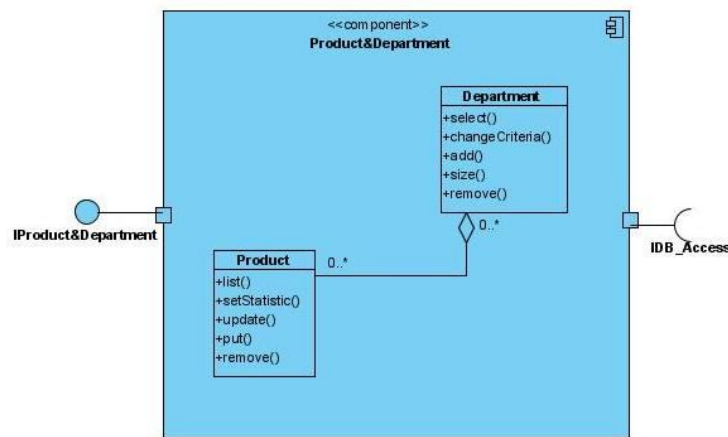 <<component>>
Product&Department
Department
+select()
+changeCriteria()
+add()
+size()
+remove()
0..*
IProduct&Department
IDB_Access
Product
0..*
+list()
+setStatistic()
+update()
+put()
+remove()